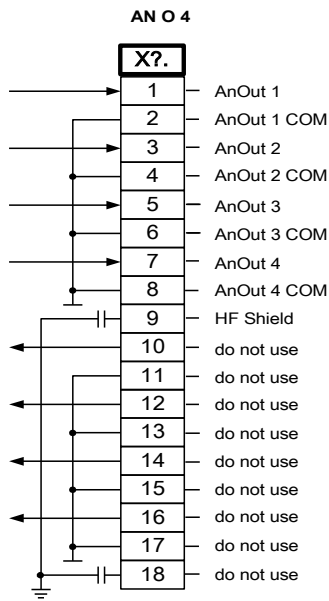 AN O 4
X?.
1 AnOut 1
2 AnOut 1 COM
3 AnOut 2
4 AnOut 2 COM
5 AnOut 3
6 AnOut 3 COM
7 AnOut 4
8 AnOut 4 COM
9 HF Shield
10 do not use
11 do not use
12 do not use
13 do not use
14 do not use
15 do not use
16 do not use
17 do not use
18 do not use